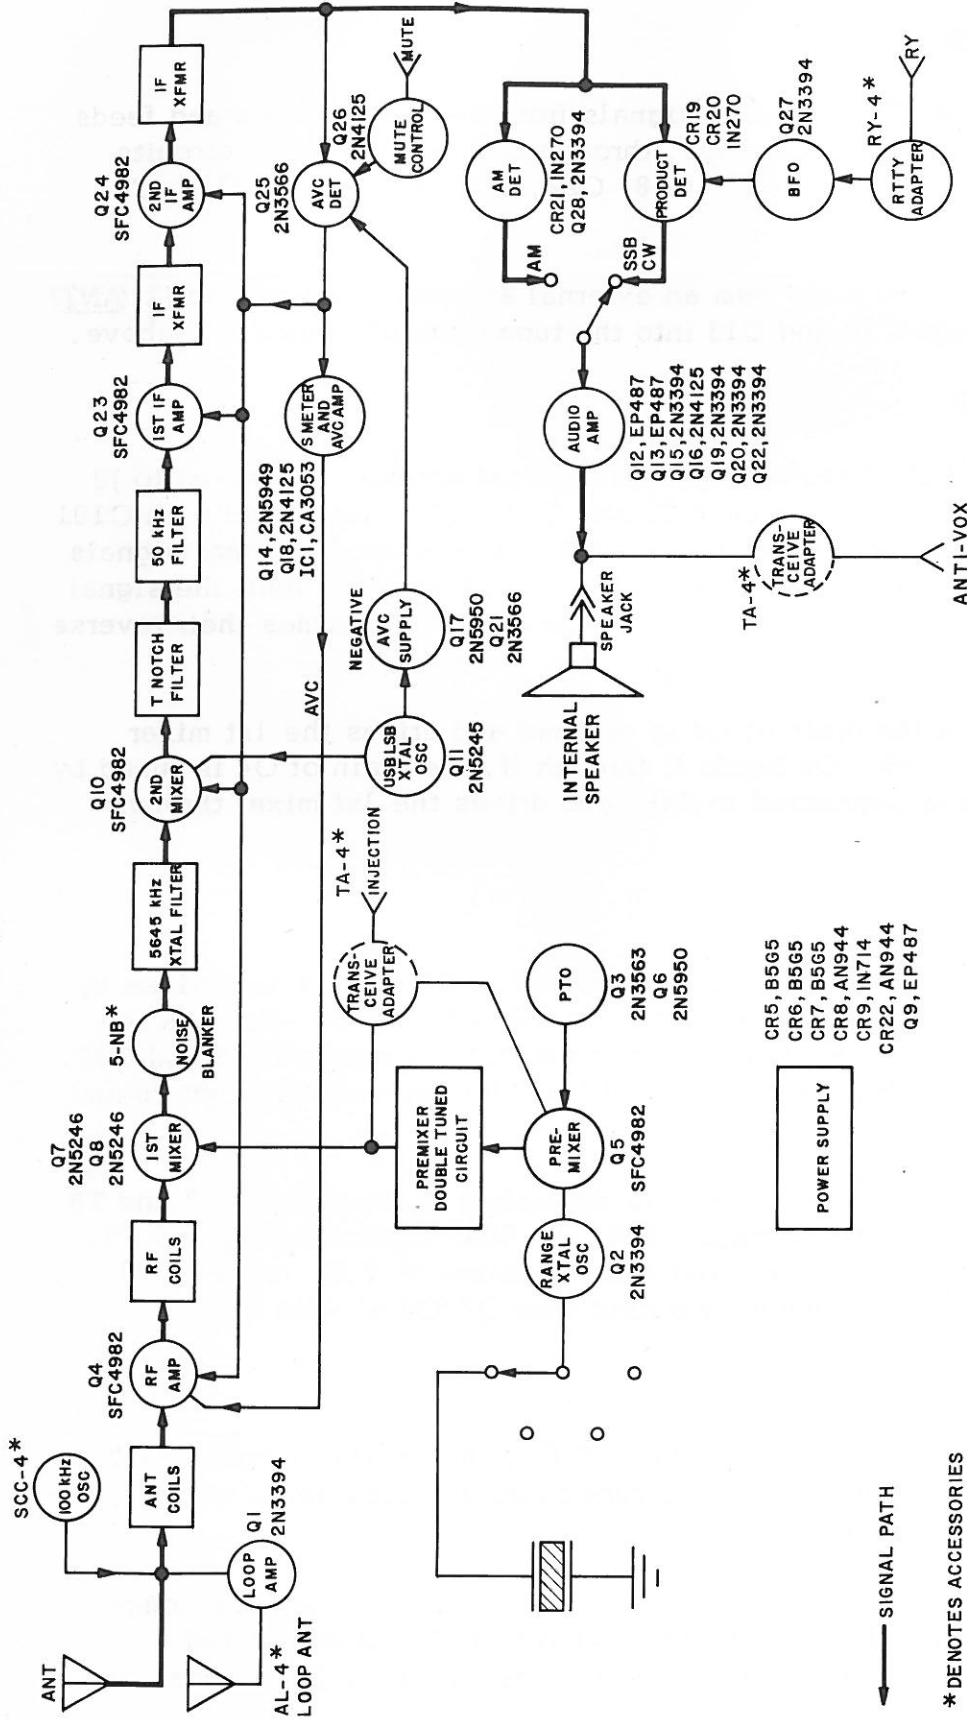 ANT
AL-4*
LOOP ANT
SCC-4*
100 kHz
OSC
LOOP
AMP
Q1
2N3394
ANT
COILS
Q4
SFC4982
RF
AMP
RF
COILS
Q7
2N5246
Q8
2N5246
1ST
MIXER
5-NB*
NOISE
BLANKER
5645 kHz
XTAL FILTER
Q10
SFC4982
2ND
MIXER
T NOTCH
FILTER
50 kHz
FILTER
Q23
SFC4982
1ST IF
AMP
IF
XFMR
Q24
SFC4982
2ND
IF
AMP
IF
XFMR
AVC
Q14, 2N5949
Q18, 2N4125
IC1, CA3053
S METER
AND
AVC AMP
Q25
2N3566
AVC
DET
Q26
2N4125
MUTE
CONTROL
MUTE
USB LSB
XTAL
OSC
Q11
2N5245
NEGATIVE
AVC
SUPPLY
Q17
2N5950
Q21
2N3566
TA-4*
INJECTION
TRANS-
CEIVE
ADAPTER
PREMIXER
DOUBLE TUNED
CIRCUIT
RANGE
XTAL
OSC
Q2
2N3394
PRE-
MIXER
Q5
SFC4982
PTO
Q3
2N3563
Q6
2N5950
INTERNAL
SPEAKER
SPEAKER
JACK
AUDIO
AMP
Q12, EP487
Q13, EP487
Q15, 2N3394
Q16, 2N4125
Q19, 2N3394
Q20, 2N3394
Q22, 2N3394
AM
SSB
CW
AM
DET
CR21, IN270
Q28, 2N3394
PRODUCT
DET
CR19
CR20
IN270
BFO
Q27
2N3394
RTTY
ADAPTER
RY-4*
RY
TA-4*
TRANS-
CEIVE
ADAPTER
ANTI-VOX
POWER SUPPLY
CR5, B5G5
CR6, B5G5
CR7, B5G5
CR8, AN944
CR9, IN714
CR22, AN944
Q9, EP487
SIGNAL PATH
*DENOTES ACCESSORIES